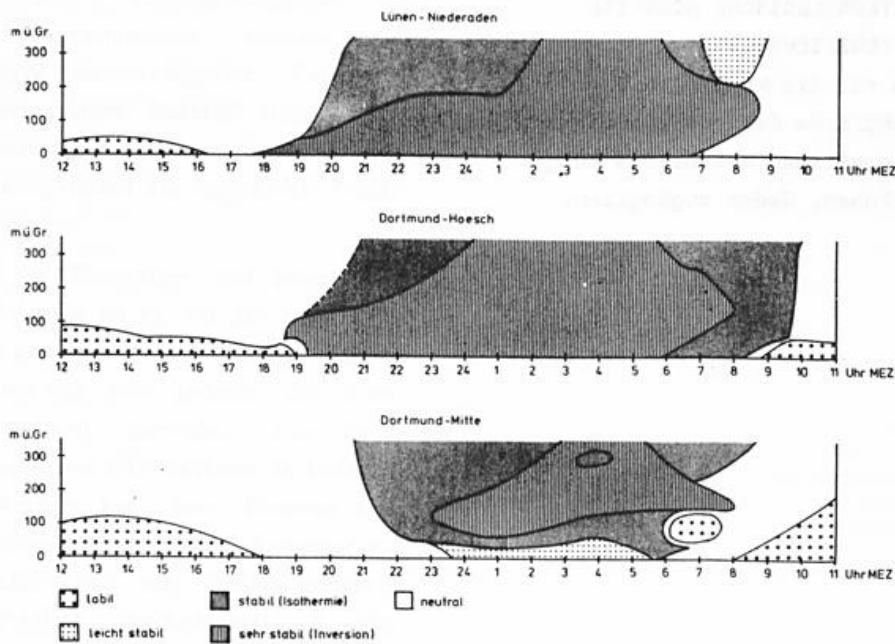 Lünen-Niederaden
m ü.Gr.
300
200
100
0
12 13 14 15 16 17 18 19 20 21 22 23 24 1 2 3 4 5 6 7 8 9 10 11 Uhr MEZ
Dortmund-Hoesch
m ü.Gr.
300
200
100
0
12 13 14 15 16 17 18 19 20 21 22 23 24 1 2 3 4 5 6 7 8 9 10 11 Uhr MEZ
Dortmund-Mitte
m ü.Gr.
300
200
100
0
12 13 14 15 16 17 18 19 20 21 22 23 24 1 2 3 4 5 6 7 8 9 10 11 Uhr MEZ
labil stabil (Isothermie) neutral
leicht stabil sehr stabil (Inversion)